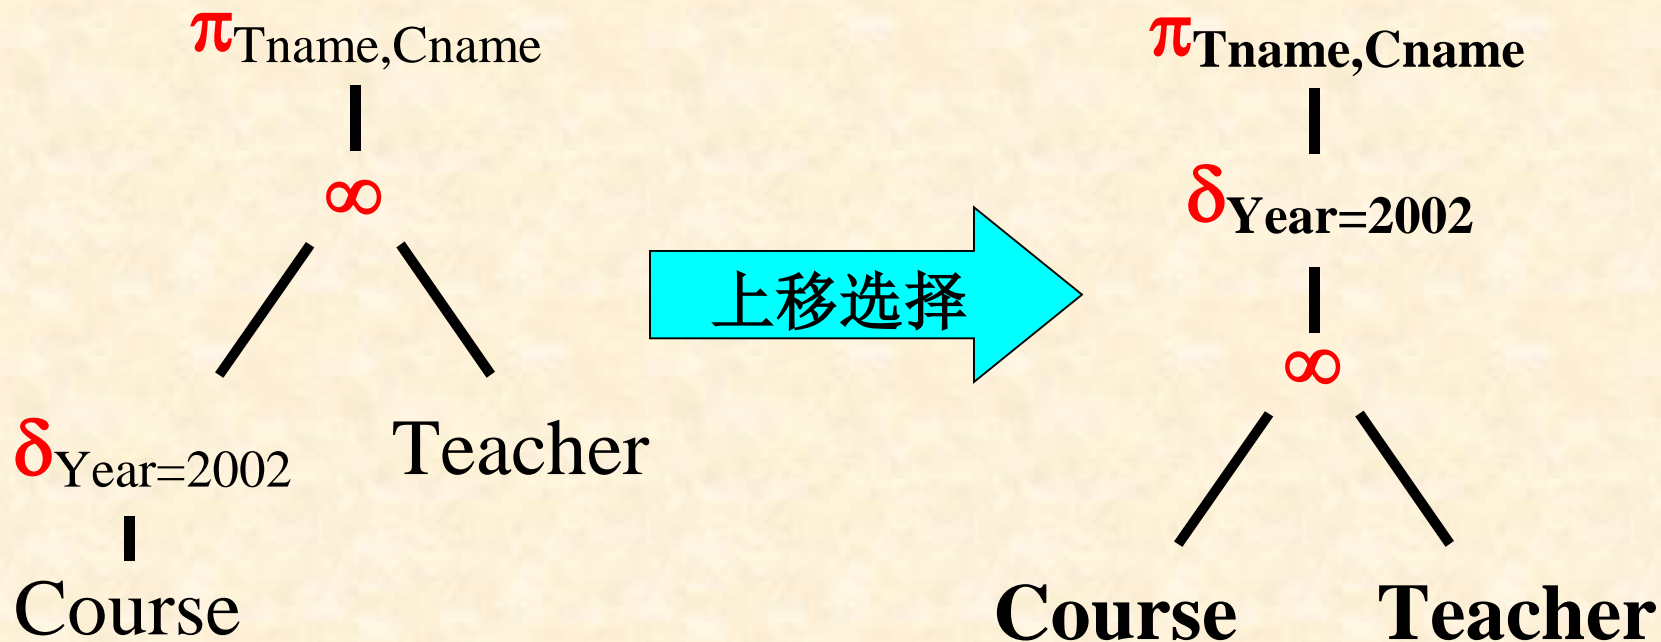 πTname,Cname
∞
δYear=2002
Teacher
Course
上移选择
πTname,Cname
δYear=2002
∞
Course
Teacher